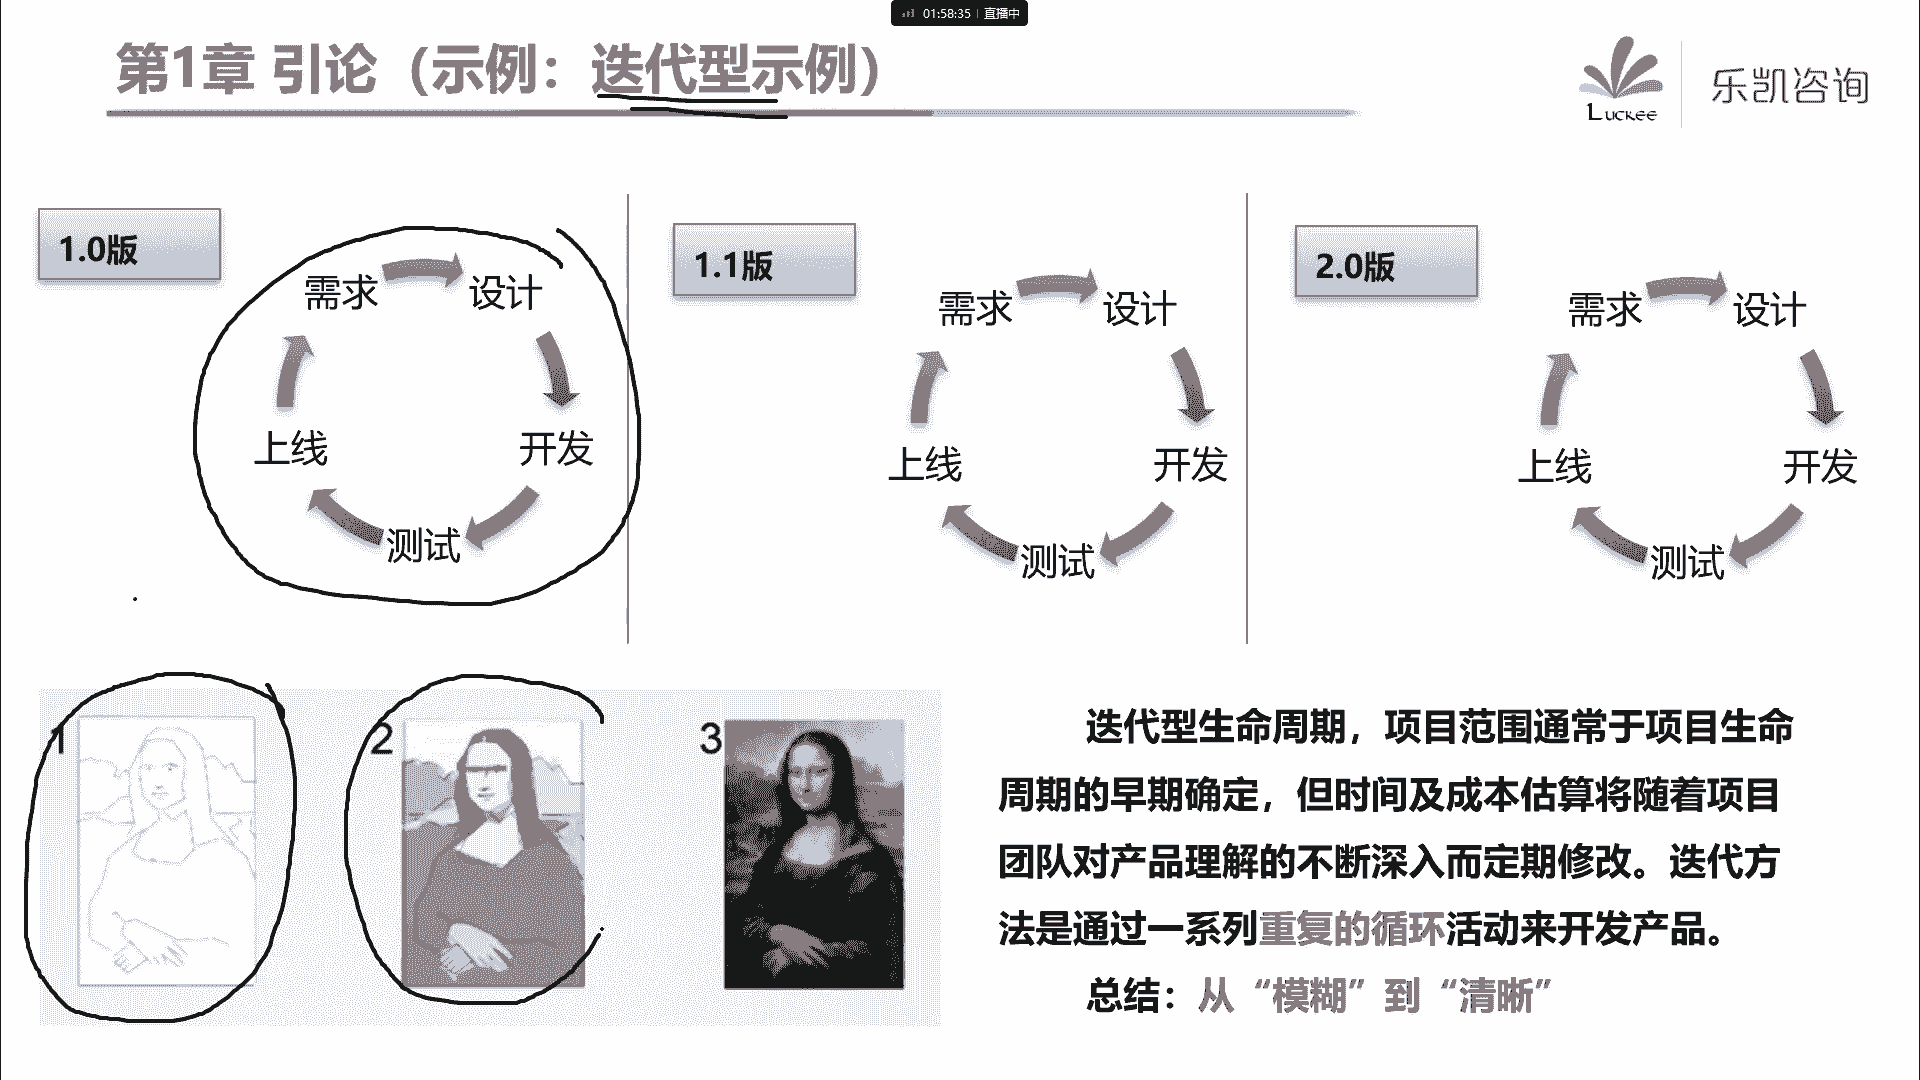 01:58:35 直播中
第1章 引论（示例：迭代型示例）
LUCKEE
乐凯咨询
1.0版
需求
设计
开发
测试
上线
1.1版
需求
设计
开发
测试
上线
2.0版
需求
设计
开发
测试
上线
1
2
3
迭代型生命周期，项目范围通常于项目生命
周期的早期确定，但时间及成本估算将随着项目
团队对产品理解的不断深入而定期修改。迭代方
法是通过一系列重复的循环活动来开发产品。
总结：从“模糊”到“清晰”